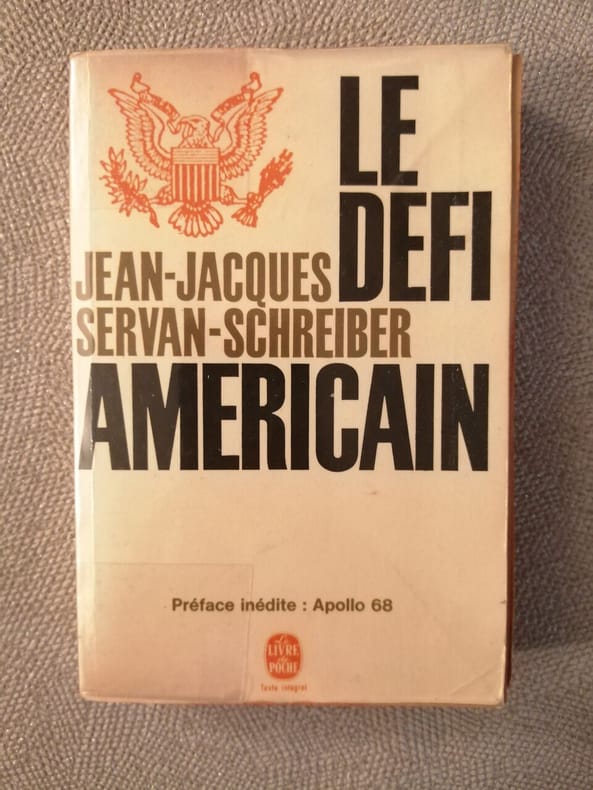 LE
DEFI
JEAN-JACQUES
SERVAN-SCHREIBER
AMERICAIN
Préface inédite : Apollo 68
Le
LIVRE
de
POCHE
Texte intégral